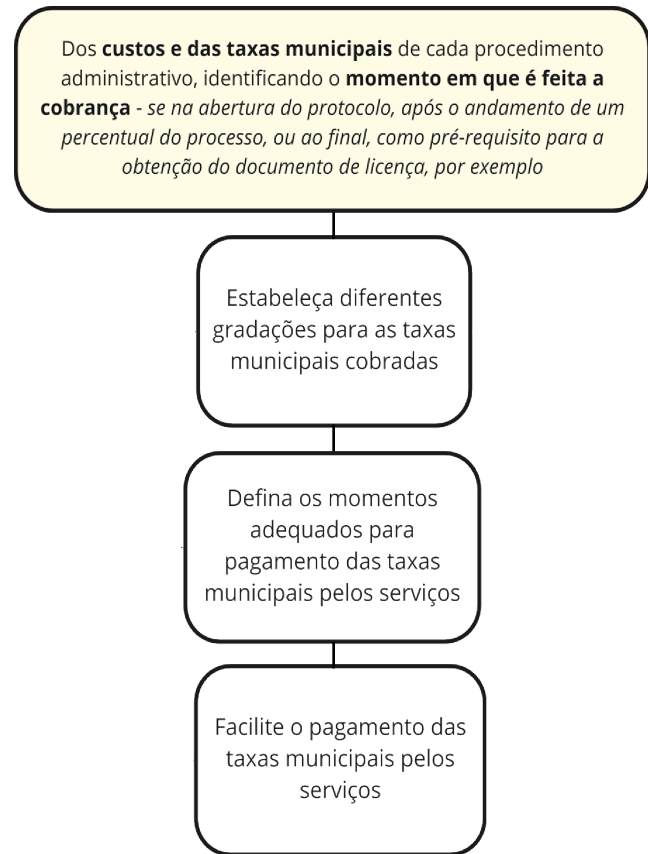 Dos custos e das taxas municipais de cada procedimento
administrativo, identificando o momento em que é feita a
cobrança - se na abertura do protocolo, após o andamento de um
percentual do processo, ou ao final, como pré-requisito para a
obtenção do documento de licença, por exemplo
Estabeleça diferentes
gradações para as taxas
municipais cobradas
Defina os momentos
adequados para
pagamento das taxas
municipais pelos serviços
Facilite o pagamento das
taxas municipais pelos
serviços